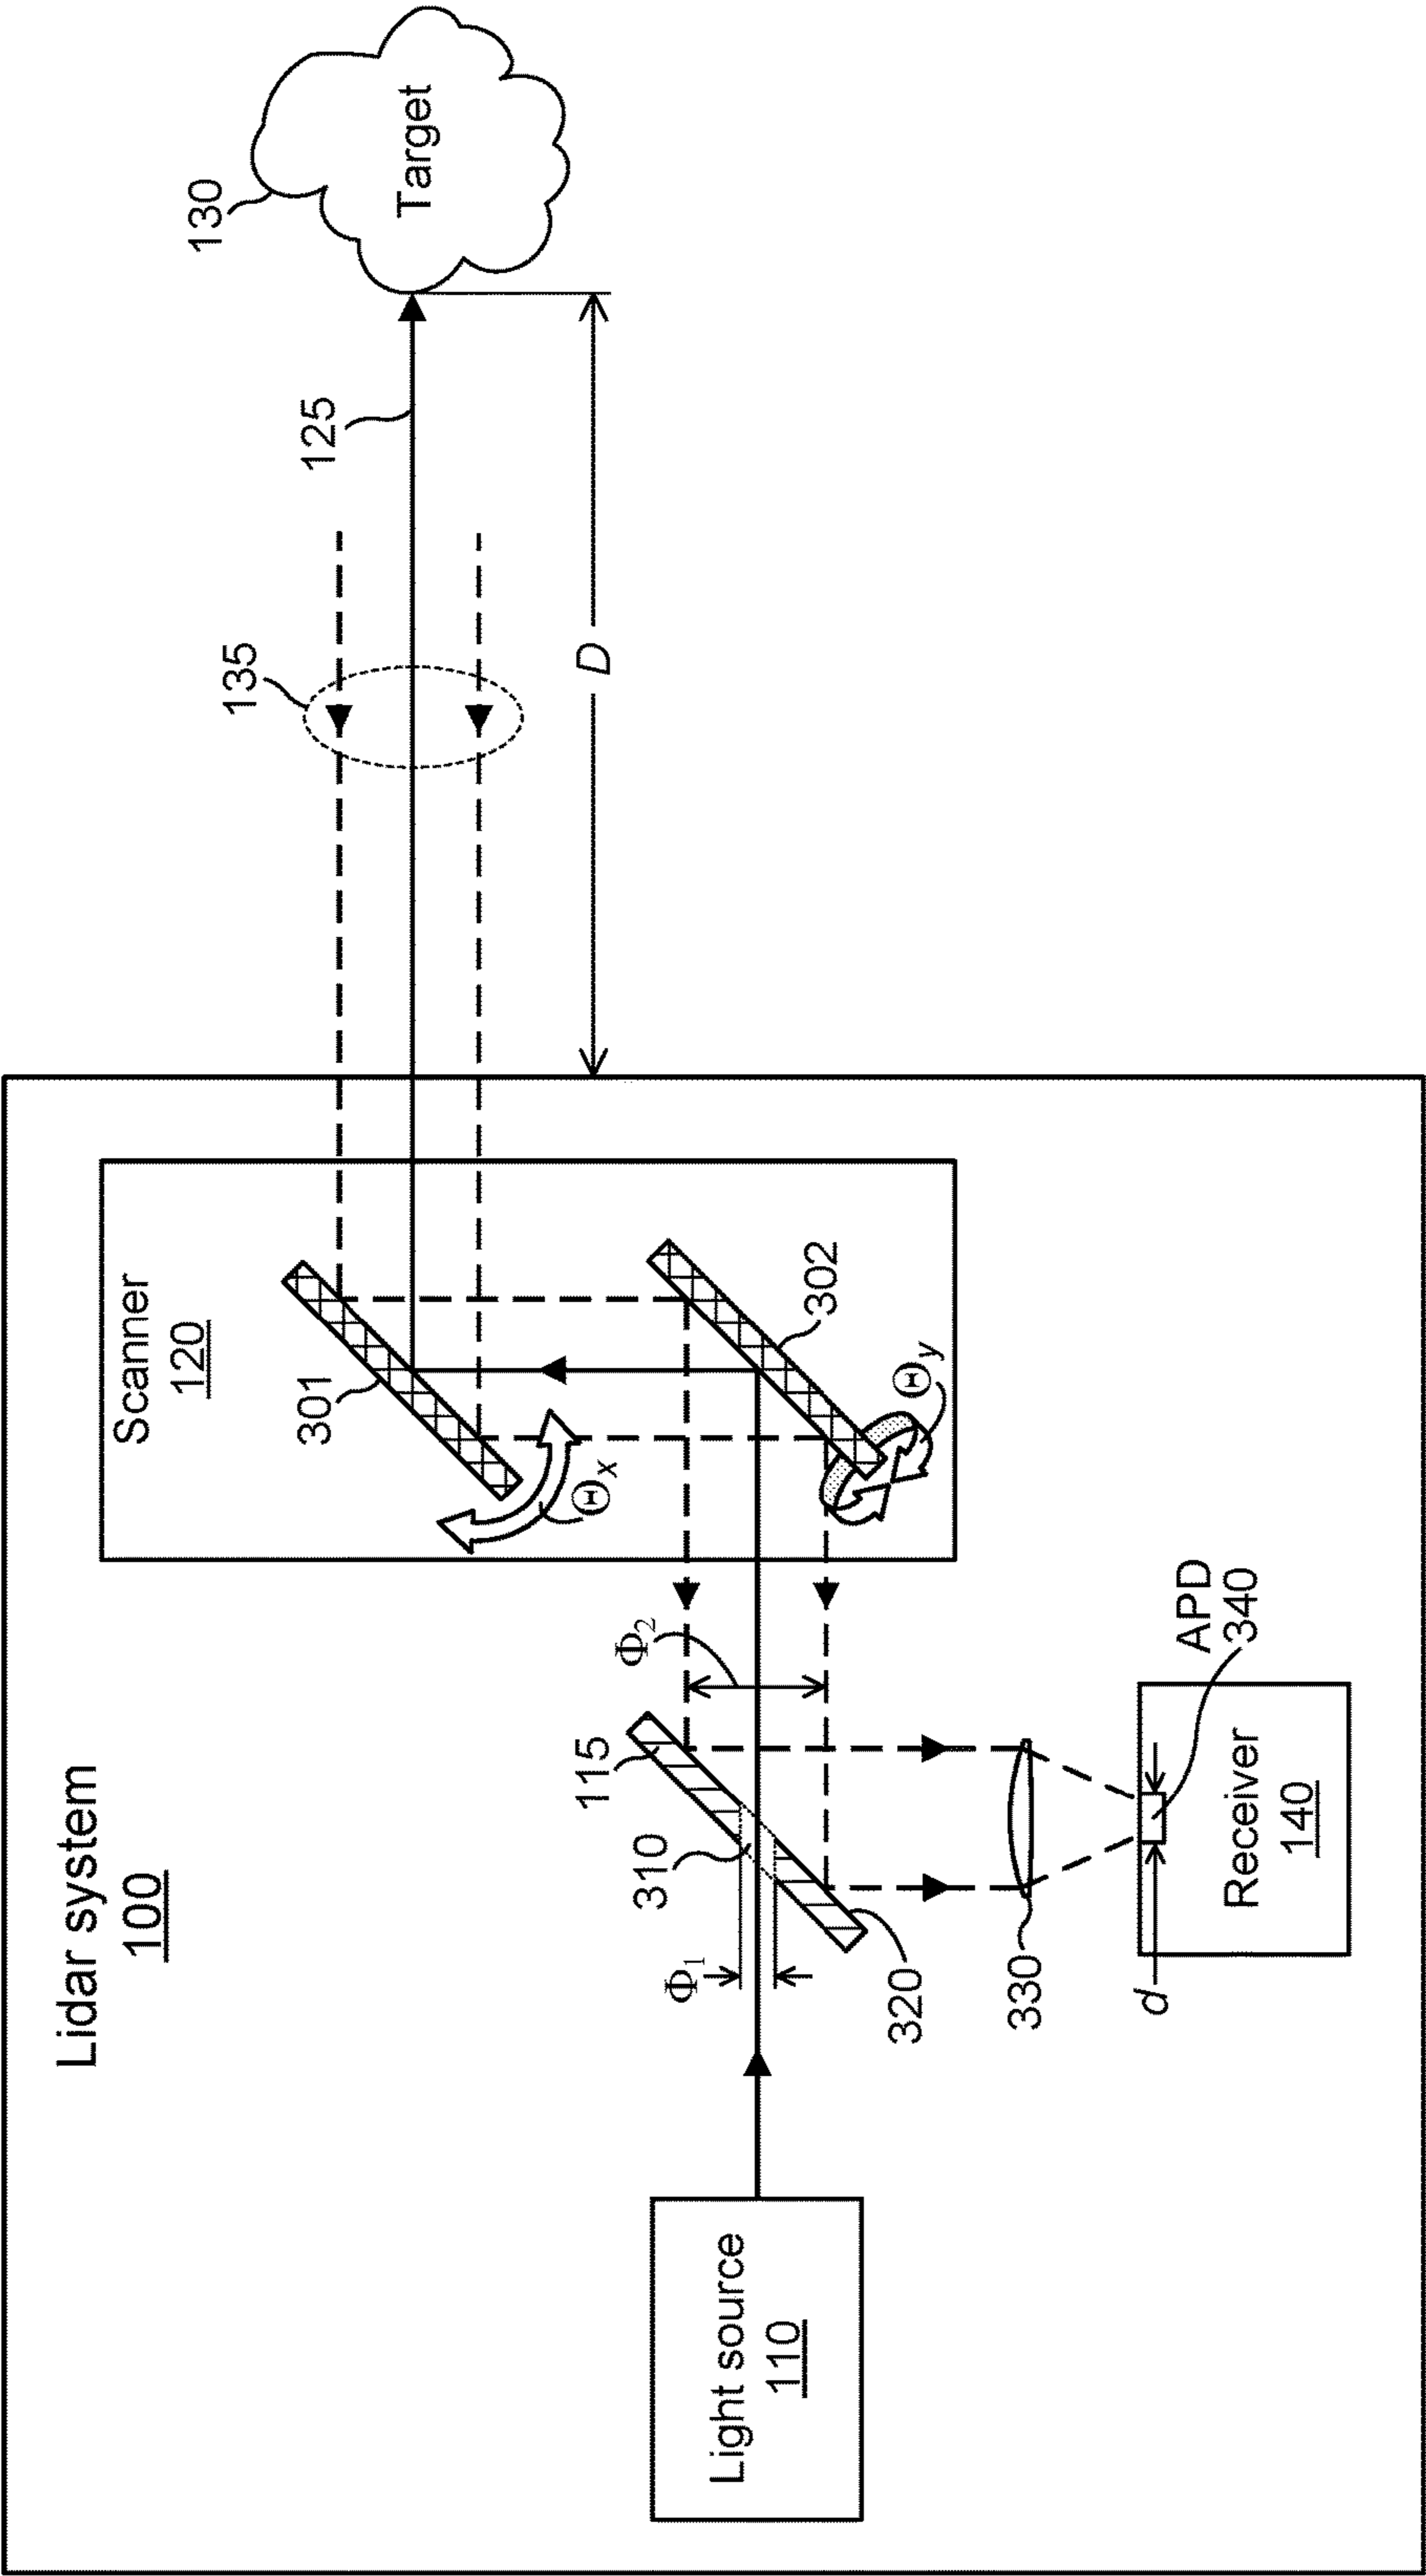 Lidar system
100
Light source
110
Φ1
310
115
320
Φ2
330
d
APD
340
Receiver
140
Scanner
120
301
Θx
302
Θy
135
125
D
130
Target